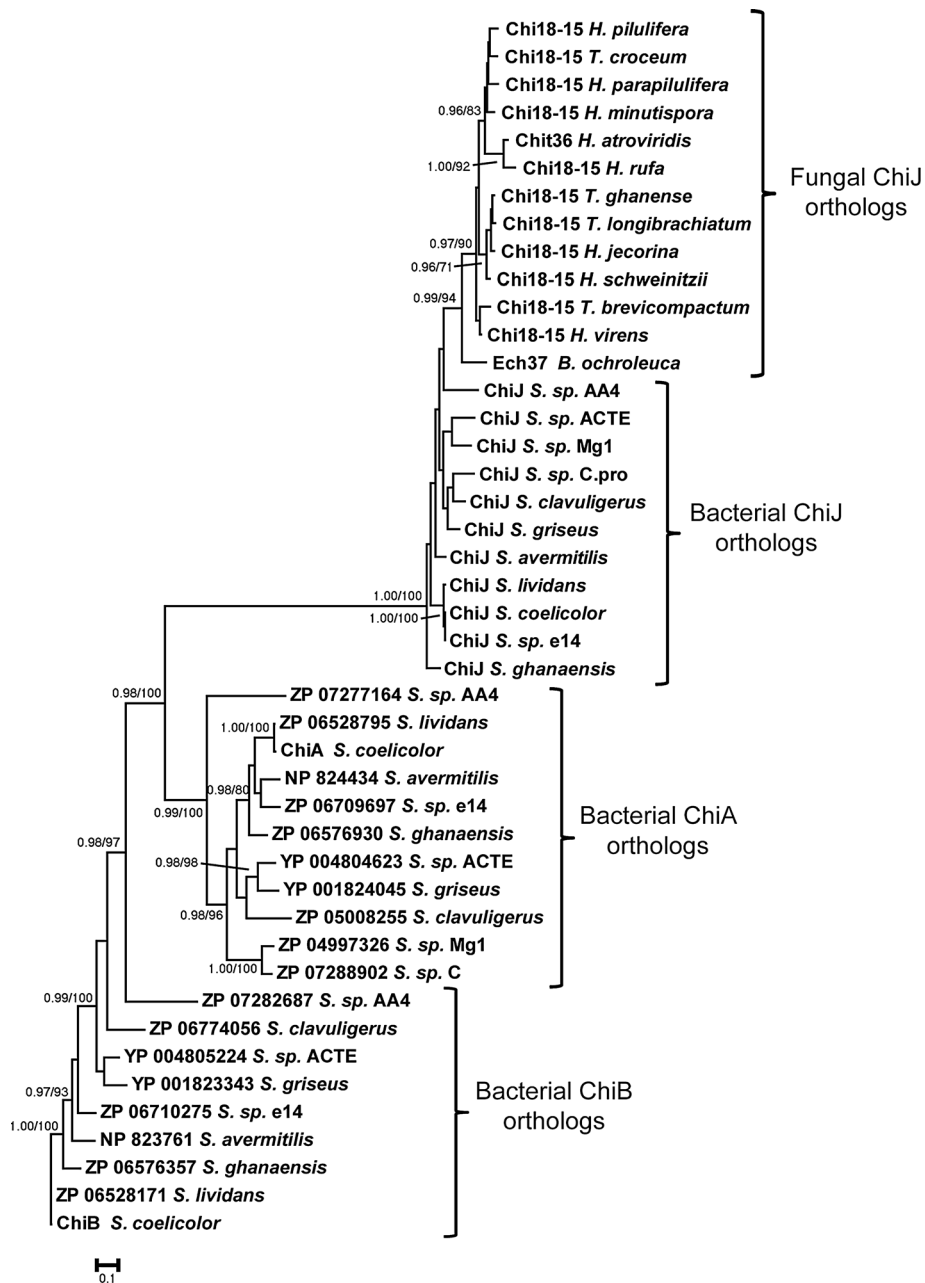 Chi18-15 H. pilulifera
Chi18-15 T. croceum
Chi18-15 H. parapilulifera
0.96/83
Chi18-15 H. minutispora
Chit36 H. atroviridis
1.00/92
Chi18-15 H. rufa
Fungal ChiJ
orthologs
Chi18-15 T. ghanense
Chi18-15 T. longibrachiatum
0.97/90
Chi18-15 H. jecorina
0.96/71
Chi18-15 H. schweinitzii
0.99/94
Chi18-15 T. brevicompactum
Chi18-15 H. virens
Ech37 B. ochroleuca
ChiJ S. sp. AA4
ChiJ S. sp. ACTE
ChiJ S. sp. Mg1
ChiJ S. sp. C.pro
ChiJ S. clavuligerus
Bacterial ChiJ
orthologs
ChiJ S. griseus
ChiJ S. avermitilis
ChiJ S. lividans
1.00/100
ChiJ S. coelicolor
1.00/100
ChiJ S. sp. e14
ChiJ S. ghanaensis
0.98/100
ZP 07277164 S. sp. AA4
ZP 06528795 S. lividans
1.00/100
ChiA S. coelicolor
NP 824434 S. avermitilis
0.98/80
ZP 06709697 S. sp. e14
0.99/100
Bacterial ChiA
orthologs
ZP 06576930 S. ghanaensis
0.98/97
YP 004804623 S. sp. ACTE
0.98/98
YP 001824045 S. griseus
ZP 05008255 S. clavuligerus
0.98/96
ZP 04997326 S. sp. Mg1
1.00/100
ZP 07288902 S. sp. C
0.99/100
ZP 07282687 S. sp. AA4
ZP 06774056 S. clavuligerus
YP 004805224 S. sp. ACTE
YP 001823343 S. griseus
0.97/93
Bacterial ChiB
orthologs
ZP 06710275 S. sp. e14
1.00/100
NP 823761 S. avermitilis
ZP 06576357 S. ghanaensis
ZP 06528171 S. lividans
ChiB S. coelicolor
0.1